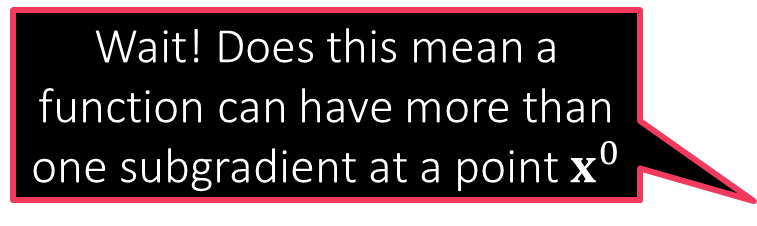 Wait! Does this mean a
function can have more than
one subgradient at a point 𝐱⁰